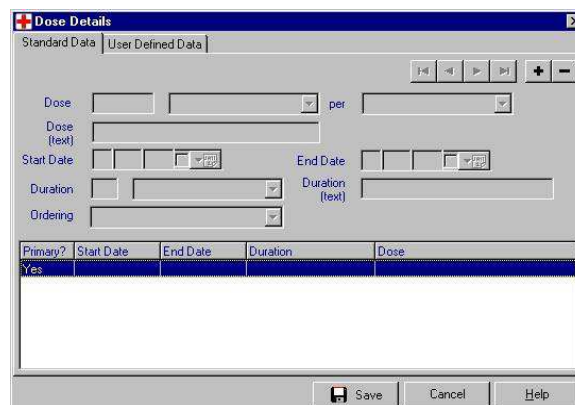 Dose Details
Standard Data User Defined Data
Dose per
Dose
(text)
Start Date End Date
Duration Duration
(text)
Ordering
Primary? Start Date End Date Duration Dose
Yes
Save Cancel Help